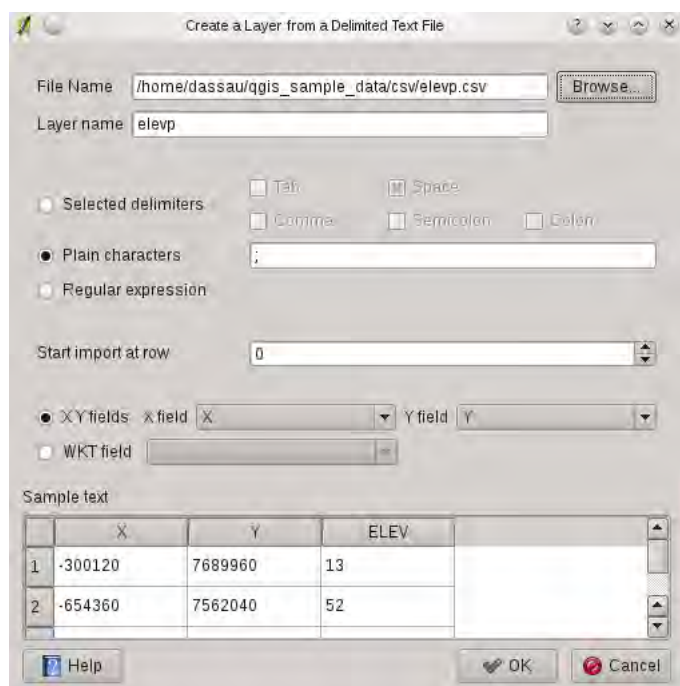 Create a Layer from a Delimited Text File
File Name /home/dassau/qgis_sample_data/csv/elevp.csv Browse...
Layer name elevp
Selected delimiters Tab Space
Comma Semicolon Colon
Plain characters ;
Regular expression
Start import at row 0
X Y fields X field X Y field Y
WKT field
Sample text
X Y ELEV
1 -300120 7689960 13
2 -654360 7562040 52
Help OK Cancel